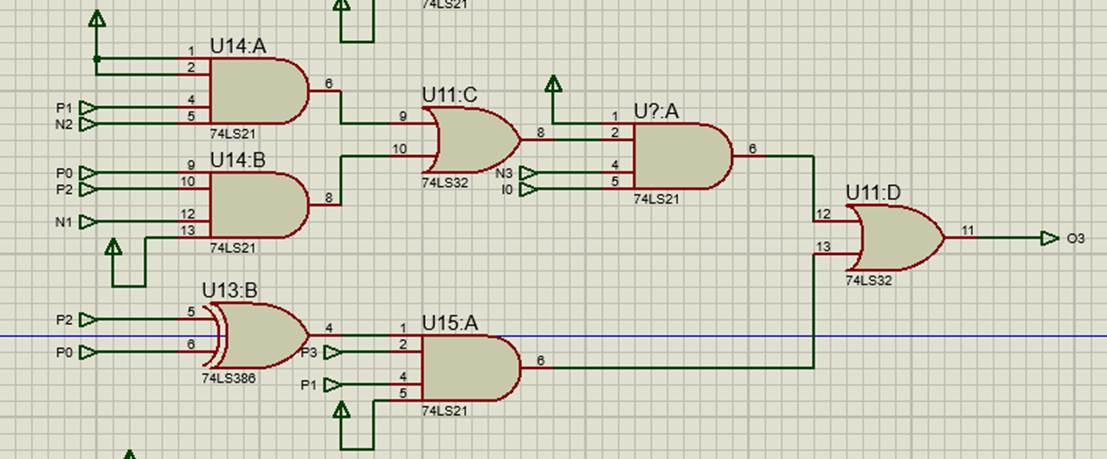 74LS21
U14:A
1
2
P1
4
N2
5
6
74LS21
U14:B
P0
9
P2
10
N1
12
13
8
74LS21
U11:C
9
10
8
74LS32
U?:A
1
2
N3
4
I0
5
6
74LS21
U11:D
12
13
11
O3
74LS32
U13:B
P2
5
P0
6
4
74LS386
U15:A
1
P3
2
P1
4
5
6
74LS21